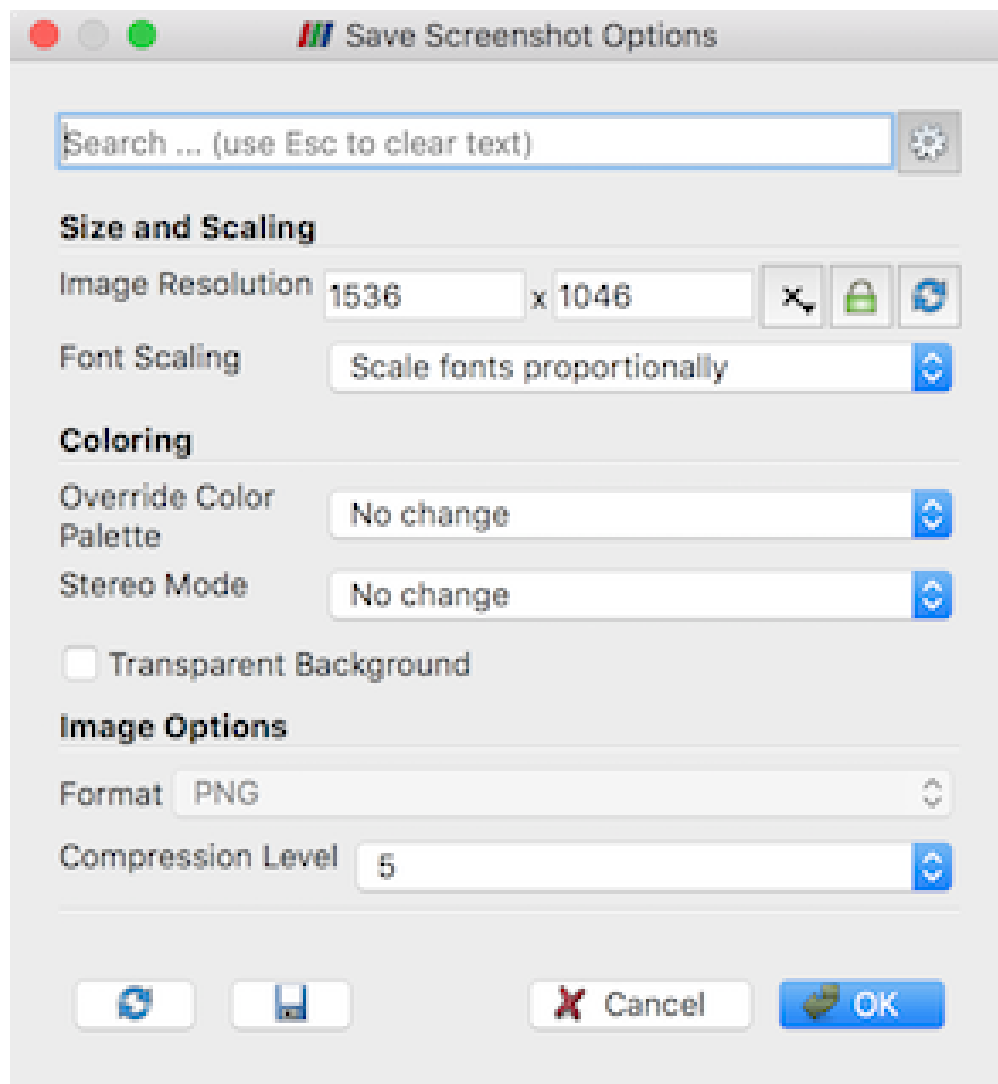 Save Screenshot Options
Search ... (use Esc to clear text)
Size and Scaling
Image Resolution 1536 x 1046
Font Scaling Scale fonts proportionally
Coloring
Override Color
Palette No change
Stereo Mode No change
Transparent Background
Image Options
Format PNG
Compression Level 5
Cancel OK